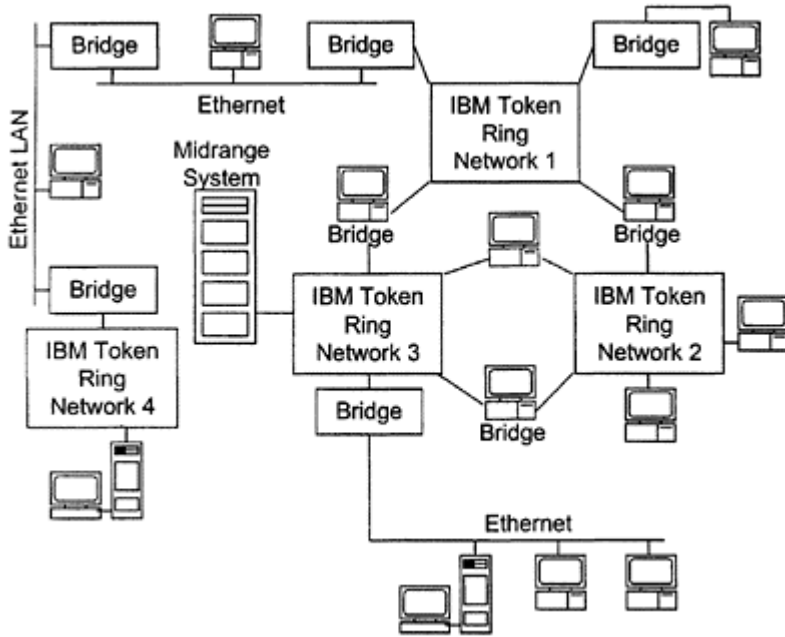 Bridge
Bridge
Bridge
Ethernet
IBM Token
Ring
Network 1
Ethernet LAN
Midrange
System
Bridge
Bridge
Bridge
IBM Token
Ring
Network 3
IBM Token
Ring
Network 2
IBM Token
Ring
Network 4
Bridge
Bridge
Ethernet